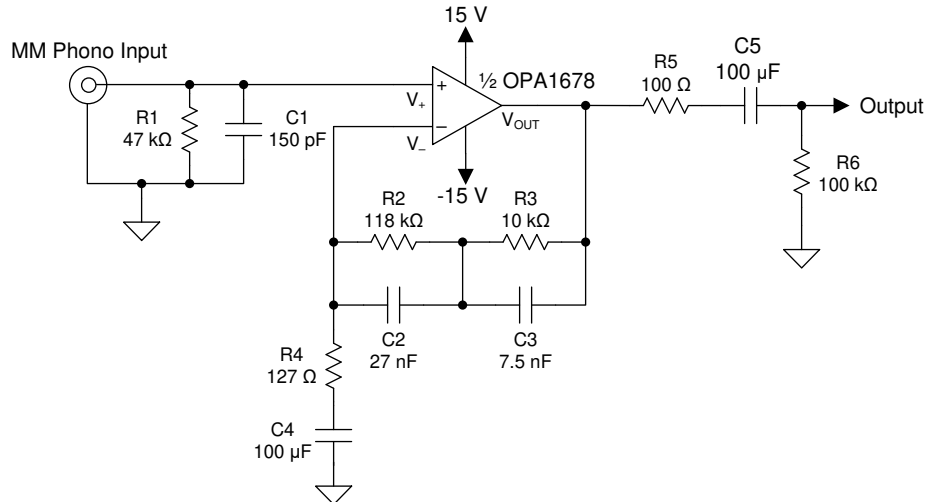 15 V
MM Phono Input
C5
100 µF
R5
100 Ω
½ OPA1678
+
V+
R1
47 kΩ
C1
150 pF
VOUT
Output
–
V–
-15 V
R6
100 kΩ
R2
118 kΩ
R3
10 kΩ
C2
27 nF
C3
7.5 nF
R4
127 Ω
C4
100 µF